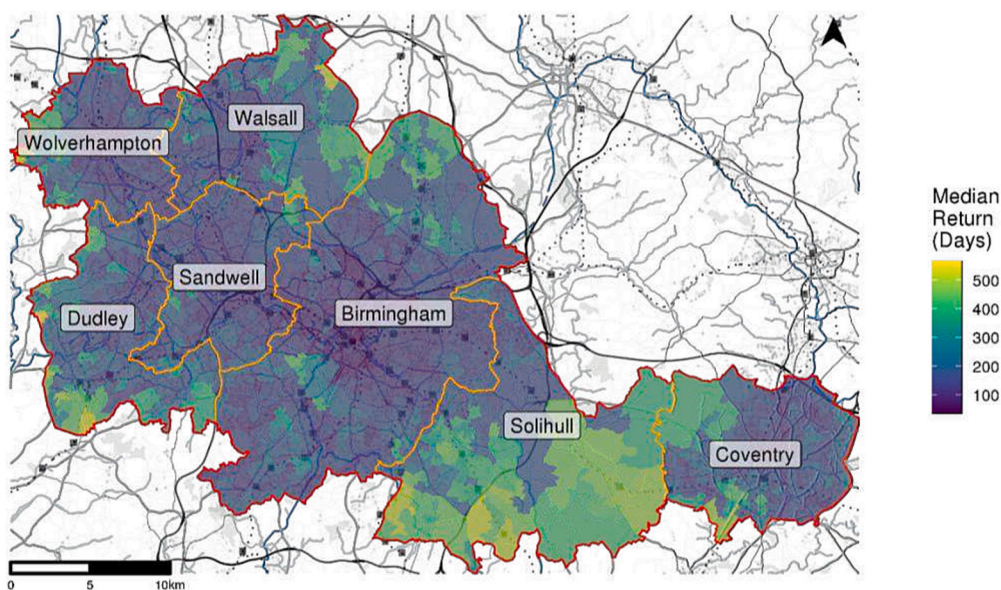 Walsall
Wolverhampton
Sandwell
Dudley
Birmingham
Solihull
Coventry
Median
Return
(Days)
500
400
300
200
100
0 5 10km